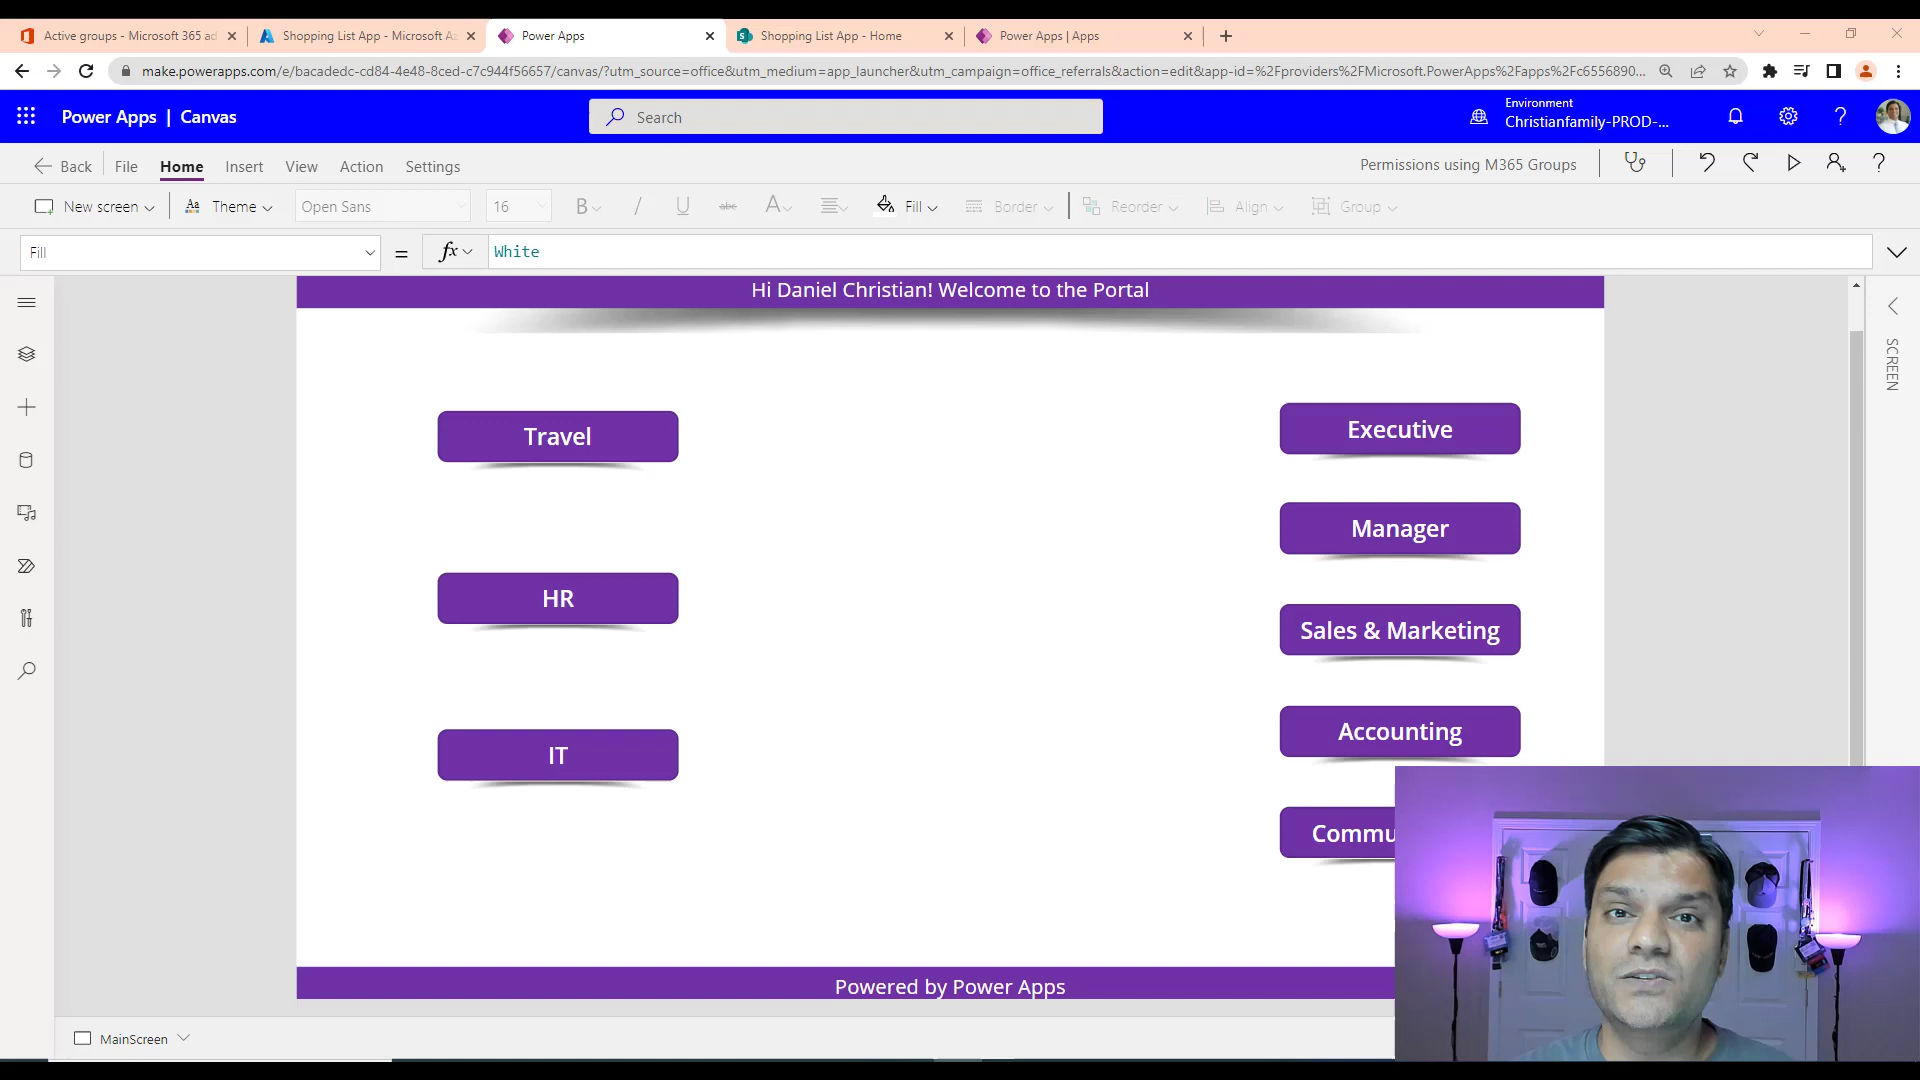 Active groups - Microsoft 365 ad
Shopping List App - Microsoft Az
Power Apps
Shopping List App - Home
Power Apps | Apps
make.powerapps.com/e/bacadedc-cd84-4e48-8ced-c7c944f56657/canvas/?utm_source=office&utm_medium=app_launcher&utm_campaign=office_referrals&action=edit&app-id=%2Fproviders%2FMicrosoft.PowerApps%2Fapps%2Fc6556890...
Power Apps | Canvas
Search
Environment
Christianfamily-PROD-...
Back
File
Home
Insert
View
Action
Settings
Permissions using M365 Groups
New screen
Theme
Open Sans
16
B
I
U
abc
A
Fill
Border
Reorder
Align
Group
Fill
=
fx
White
Hi Daniel Christian! Welcome to the Portal
SCREEN
Travel
Executive
Manager
HR
Sales & Marketing
Accounting
IT
Commu
Powered by Power Apps
MainScreen